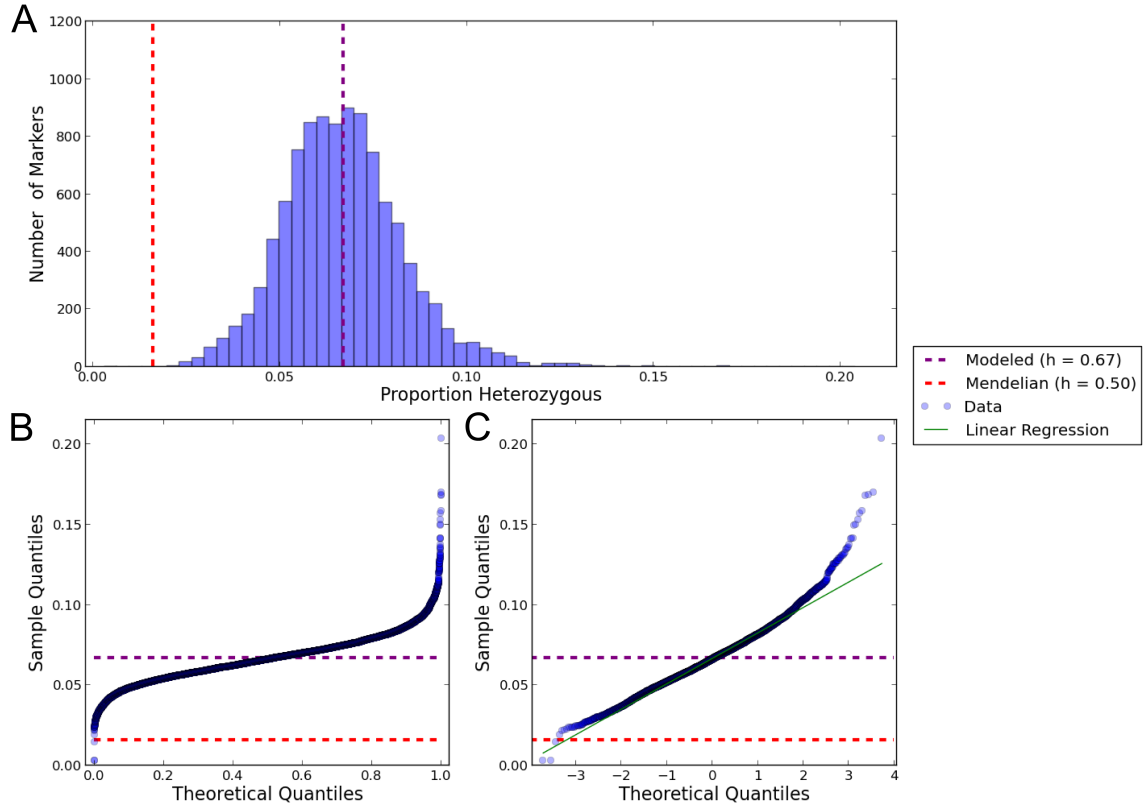 A
1200
1000
800
600
400
200
0
Number  of Markers
0.00 0.05 0.10 0.15 0.20
Proportion Heterozygous
Modeled (h = 0.67)
Mendelian (h = 0.50)
Data
Linear Regression
B
0.20
0.15
0.10
0.05
0.00
Sample Quantiles
0.0 0.2 0.4 0.6 0.8 1.0
Theoretical Quantiles
C
0.20
0.15
0.10
0.05
0.00
Sample Quantiles
−3 −2 −1 0 1 2 3 4
Theoretical Quantiles